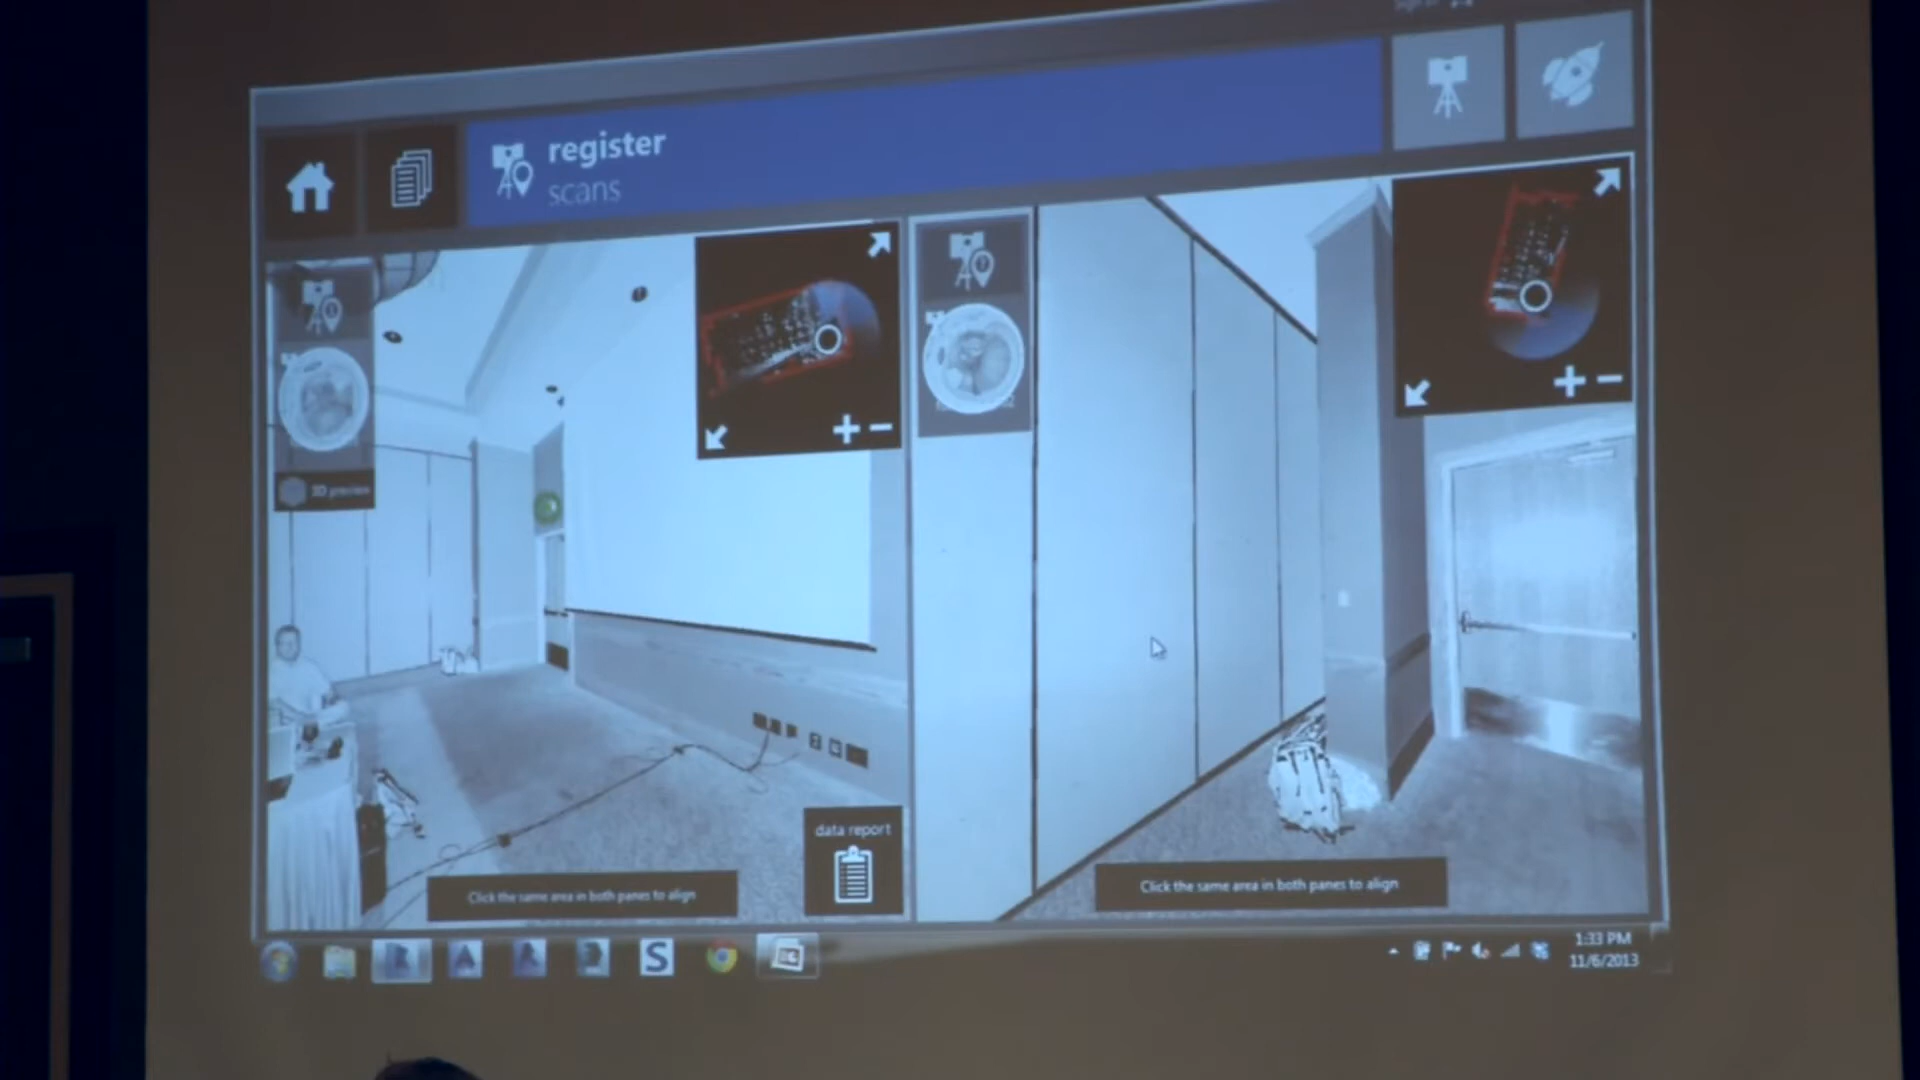 register
scans
3D preview
data report
Click the same area in both panes to align
Click the same area in both panes to align
S
1:33 PM
11/6/2013